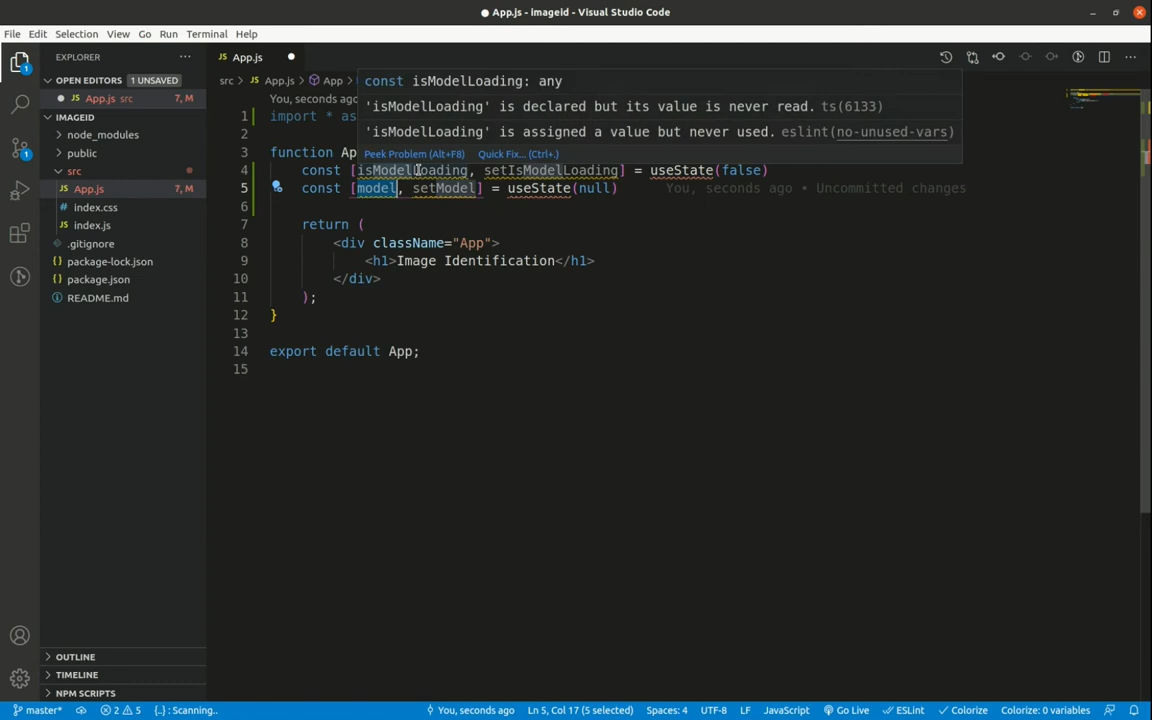 ● App.js - imageid - Visual Studio Code
File Edit Selection View Go Run Terminal Help
EXPLORER ···
OPEN EDITORS 1 UNSAVED
● App.js src 7, M
IMAGEID
node_modules
public
src
App.js 7, M
index.css
index.js
.gitignore
package-lock.json
package.json
README.md
OUTLINE
TIMELINE
NPM SCRIPTS
1
1
JS App.js ●
src > JS App.js > App >
You, seconds ago
const isModelLoading: any
'isModelLoading' is declared but its value is never read. ts(6133)
'isModelLoading' is assigned a value but never used. eslint(no-unused-vars)
Peek Problem (Alt+F8) Quick Fix... (Ctrl+.)
1 import * as
2
3 function Ap
4 const [isModelLoading, setIsModelLoading] = useState(false)
5 const [model, setModel] = useState(null) You, seconds ago • Uncommitted changes
6
7 return (
8 <div className="App">
9 <h1>Image Identification</h1>
10 </div>
11 );
12 }
13
14 export default App;
15
master* 2 5 {..}: Scanning.. You, seconds ago Ln 5, Col 17 (5 selected) Spaces: 4 UTF-8 LF JavaScript Go Live ESLint Colorize Colorize: 0 variables